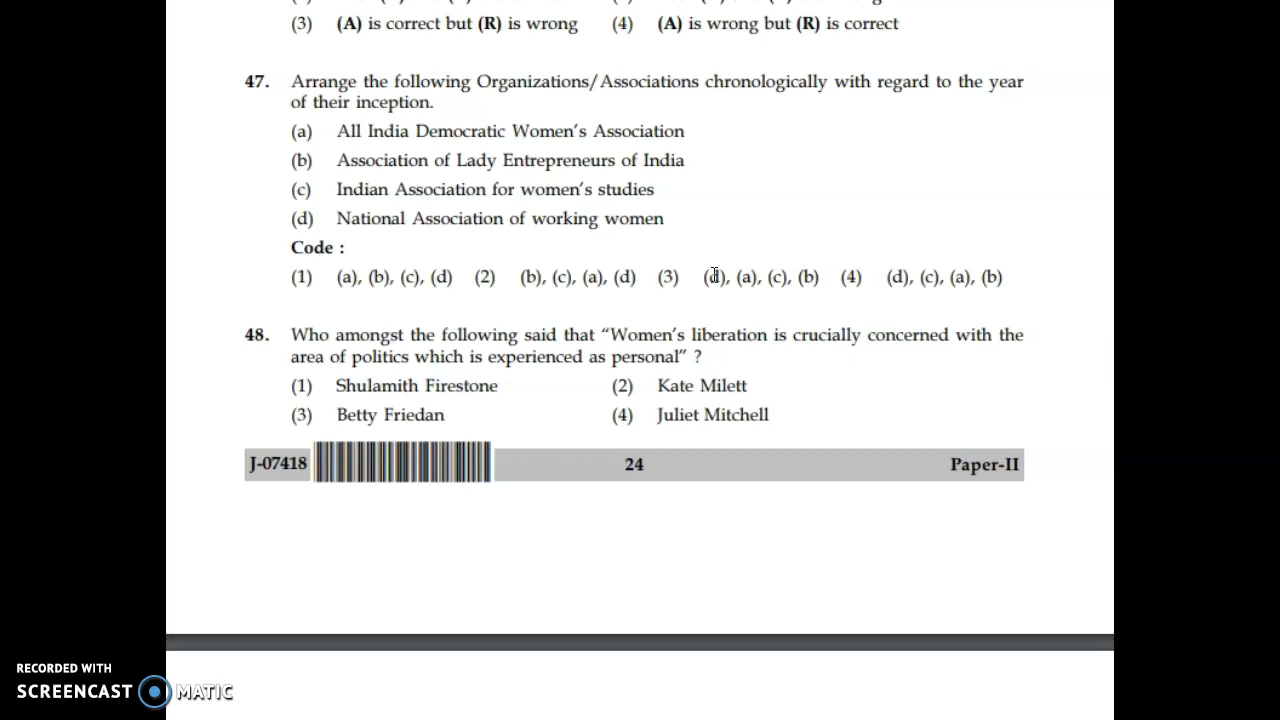 (3) (A) is correct but (R) is wrong (4) (A) is wrong but (R) is correct
47. Arrange the following Organizations/Associations chronologically with regard to the year
of their inception.
(a) All India Democratic Women's Association
(b) Association of Lady Entrepreneurs of India
(c) Indian Association for women's studies
(d) National Association of working women
Code :
(1) (a), (b), (c), (d) (2) (b), (c), (a), (d) (3) (d), (a), (c), (b) (4) (d), (c), (a), (b)
48. Who amongst the following said that "Women's liberation is crucially concerned with the
area of politics which is experienced as personal" ?
(1) Shulamith Firestone (2) Kate Milett
(3) Betty Friedan (4) Juliet Mitchell
J-07418 24 Paper-II
RECORDED WITH
SCREENCAST MATIC